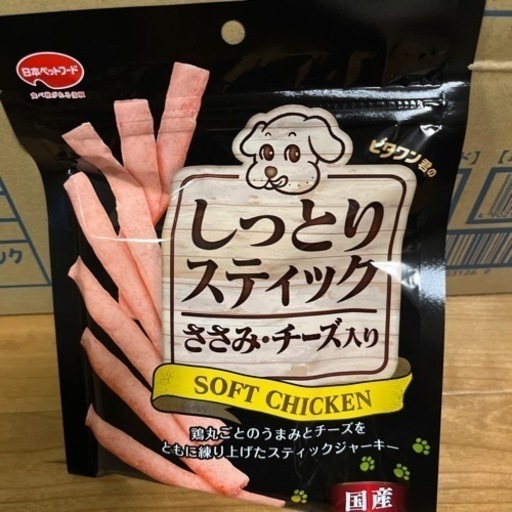 日本ペットフード
ビタワン君の
しっとり
スティック
ささみ・チーズ入り
SOFT CHICKEN
鶏丸ごとのうまみとチーズを
ともに練り上げたスティックジャーキー
国産